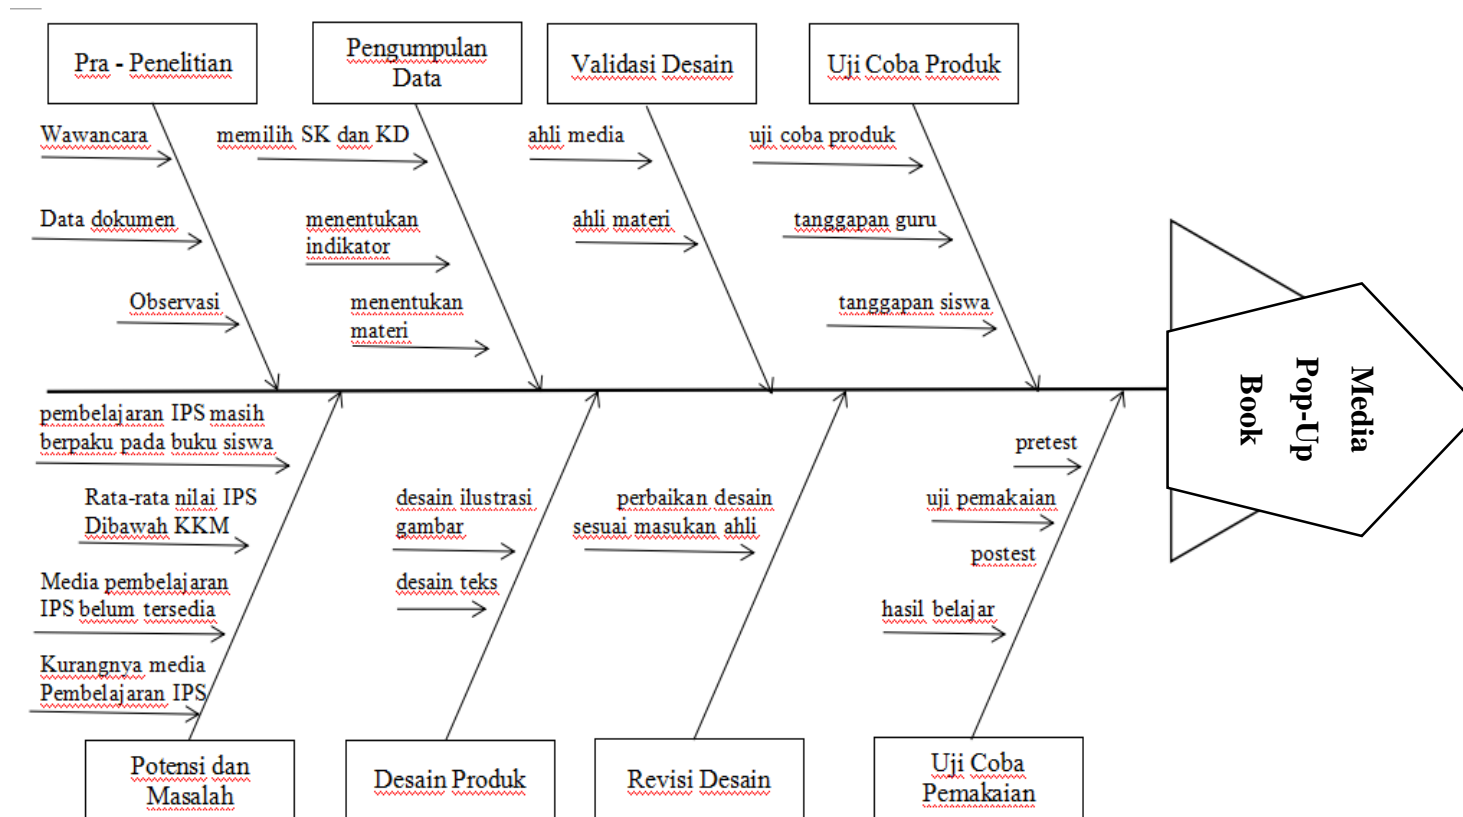 Pra - Penelitian
Pengumpulan
Data
Validasi Desain
Uji Coba Produk
Wawancara
Data dokumen
Observasi
memilih SK dan KD
menentukan
indikator
menentukan
materi
ahli media
ahli materi
uji coba produk
tanggapan guru
tanggapan siswa
Media
Pop-Up
Book
pembelajaran IPS masih
berpaku pada buku siswa
Rata-rata nilai IPS
Dibawah KKM
Media pembelajaran
IPS belum tersedia
Kurangnya media
Pembelajaran IPS
desain ilustrasi
gambar
desain teks
perbaikan desain
sesuai masukan ahli
pretest
uji pemakaian
postest
hasil belajar
Potensi dan
Masalah
Desain Produk
Revisi Desain
Uji Coba
Pemakaian